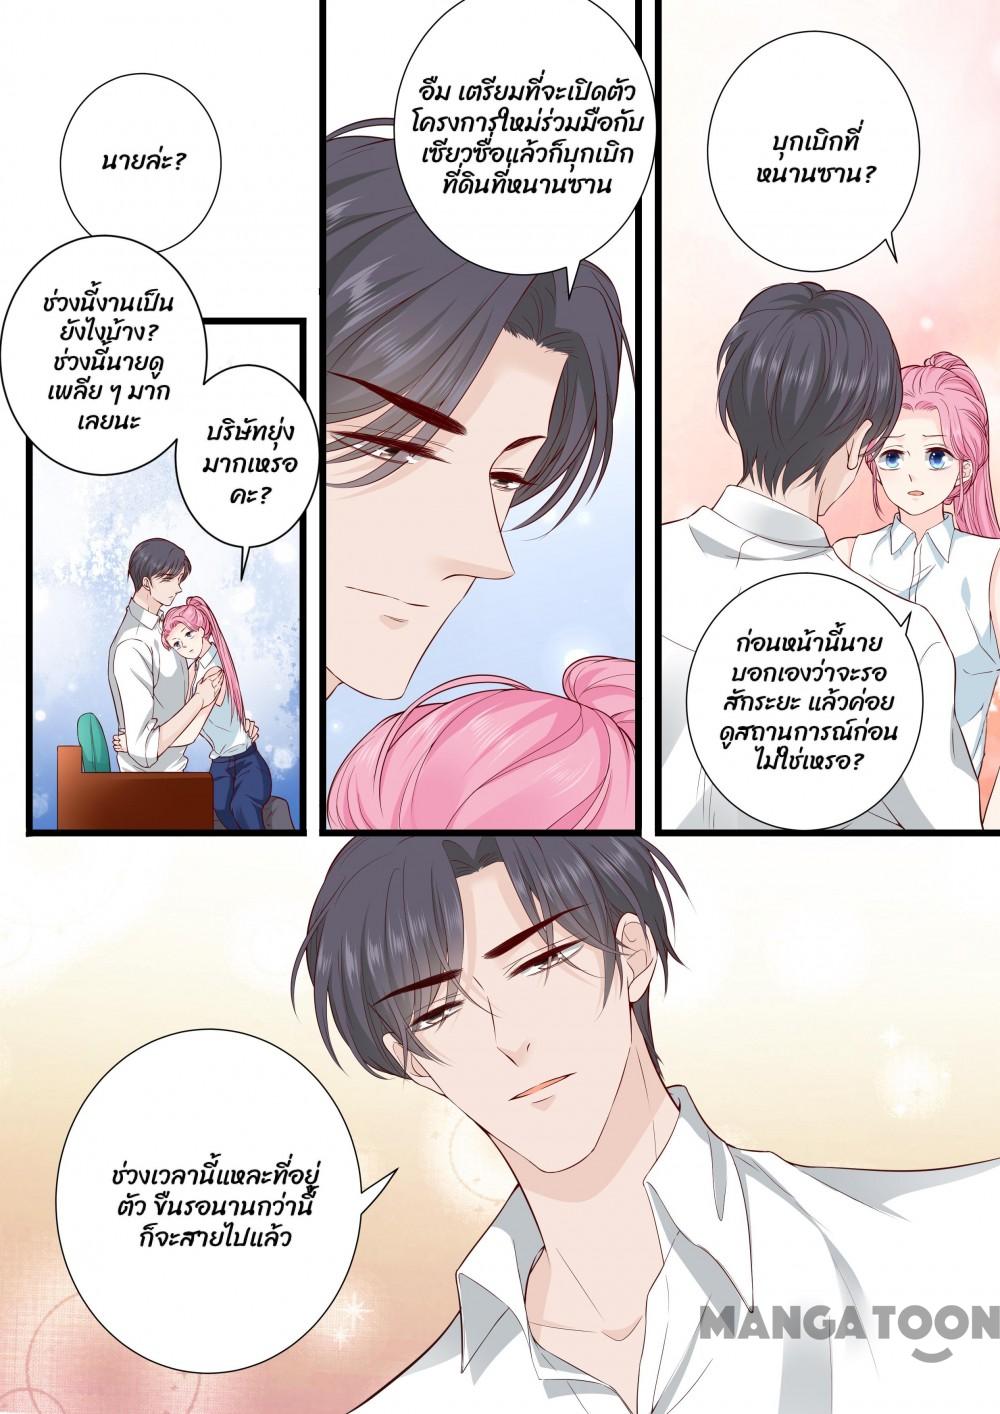 นายล่ะ?
ช่วงนี้งานเป็น
ยังไงบ้าง?
ช่วงนี้นายดู
เพลีย ๆ มาก
เลยนะ
บริษัทยุ่ง
มากเหรอ
คะ?
อืม เตรียมที่จะเปิดตัว
โครงการใหม่ร่วมมือกับ
เซียวซื่อแล้วก็บุกเบิก
ที่ดินที่หนานซาน
บุกเบิกที่
หนานซาน?
ก่อนหน้านี้นาย
บอกเองว่าจะรอ
สักระยะ แล้วค่อย
ดูสถานการณ์ก่อน
ไม่ใช่เหรอ?
ช่วงเวลานี้แหละที่อยู่
ตัว ขืนรอนานกว่านี้
ก็จะสายไปแล้ว
MANGA TOON